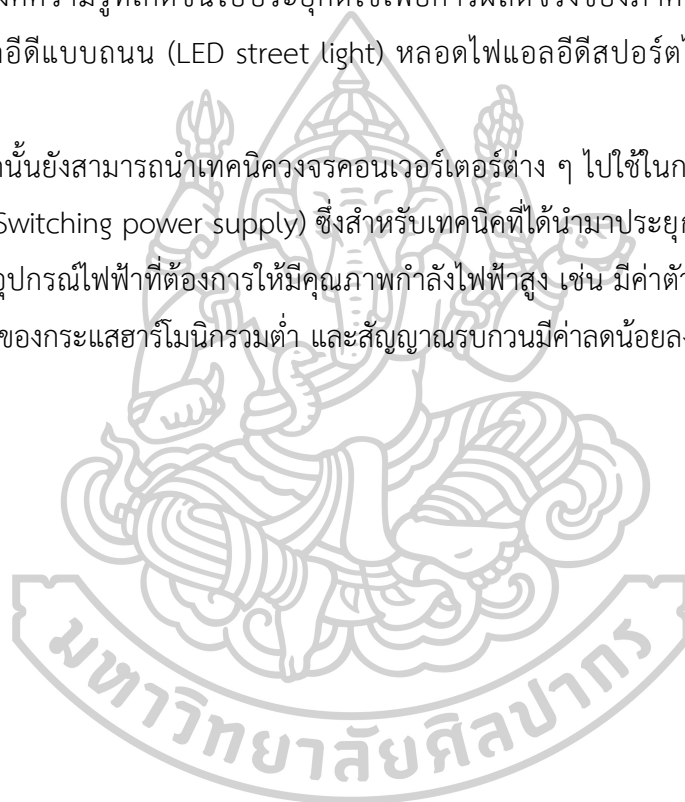 องค์ความรู้ที่เกิดขึ้นไปประยุกต์ใช้เพื่อการผลิตจริงของภาค
อีดีแบบถนน (LED street light) หลอดไฟแอลอีดีสปอร์ต
นั้นยังสามารถนำเทคนิควงจรคอนเวอร์เตอร์ต่าง ๆ ไปใช้ใน
Switching power supply) ซึ่งสำหรับเทคนิคที่ได้นำมาประยุก
อุปกรณ์ไฟฟ้าที่ต้องการให้มีคุณภาพกำลังไฟฟ้าสูง เช่น มีค่าตัว
ของกระแสฮาร์โมนิกรวมต่ำ และสัญญาณรบกวนมีค่าลดน้อยลง
มหาวิทยาลัยศิลปากร